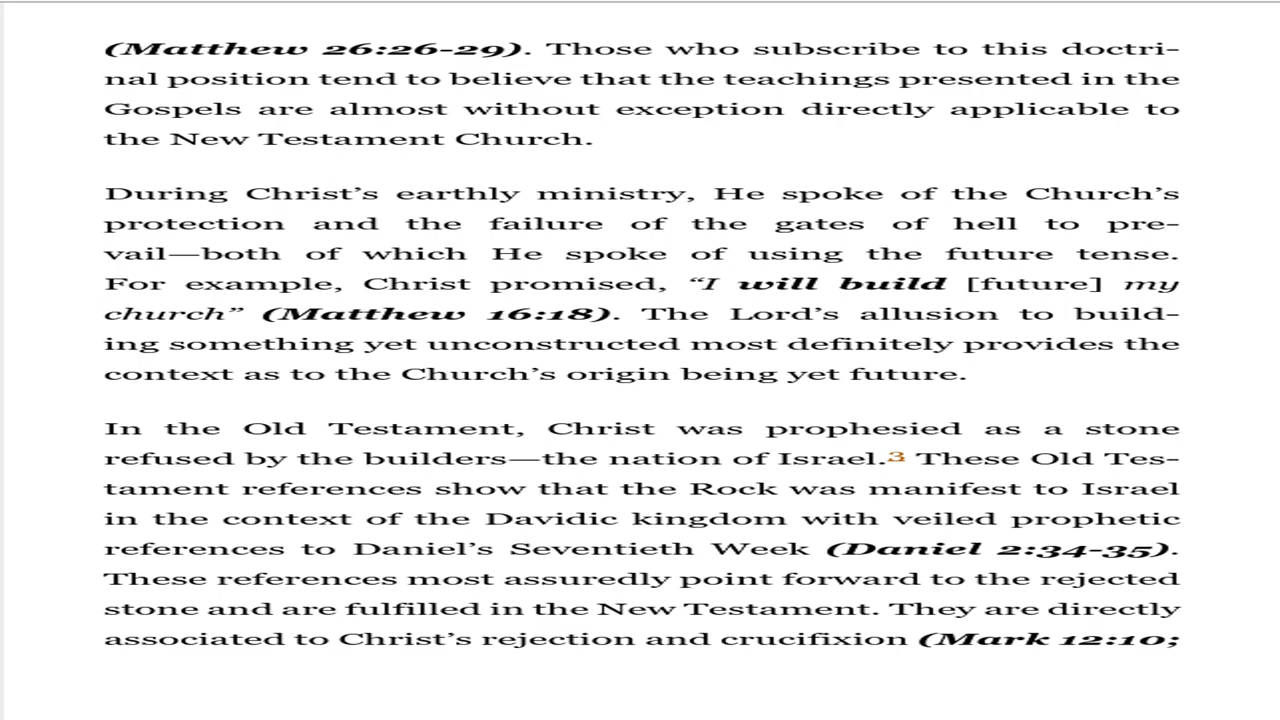 (Matthew 26:26-29). Those who subscribe to this doctri-
nal position tend to believe that the teachings presented in the
Gospels are almost without exception directly applicable to
the New Testament Church.
During Christ’s earthly ministry, He spoke of the Church’s
protection and the failure of the gates of hell to pre-
vail—both of which He spoke of using the future tense.
For example, Christ promised, “I will build [future] my
church” (Matthew 16:18). The Lord’s allusion to build-
ing something yet unconstructed most definitely provides the
context as to the Church’s origin being yet future.
In the Old Testament, Christ was prophesied as a stone
refused by the builders—the nation of Israel.3 These Old Tes-
tament references show that the Rock was manifest to Israel
in the context of the Davidic kingdom with veiled prophetic
references to Daniel’s Seventieth Week (Daniel 2:34-35).
These references most assuredly point forward to the rejected
stone and are fulfilled in the New Testament. They are directly
associated to Christ’s rejection and crucifixion (Mark 12:10;